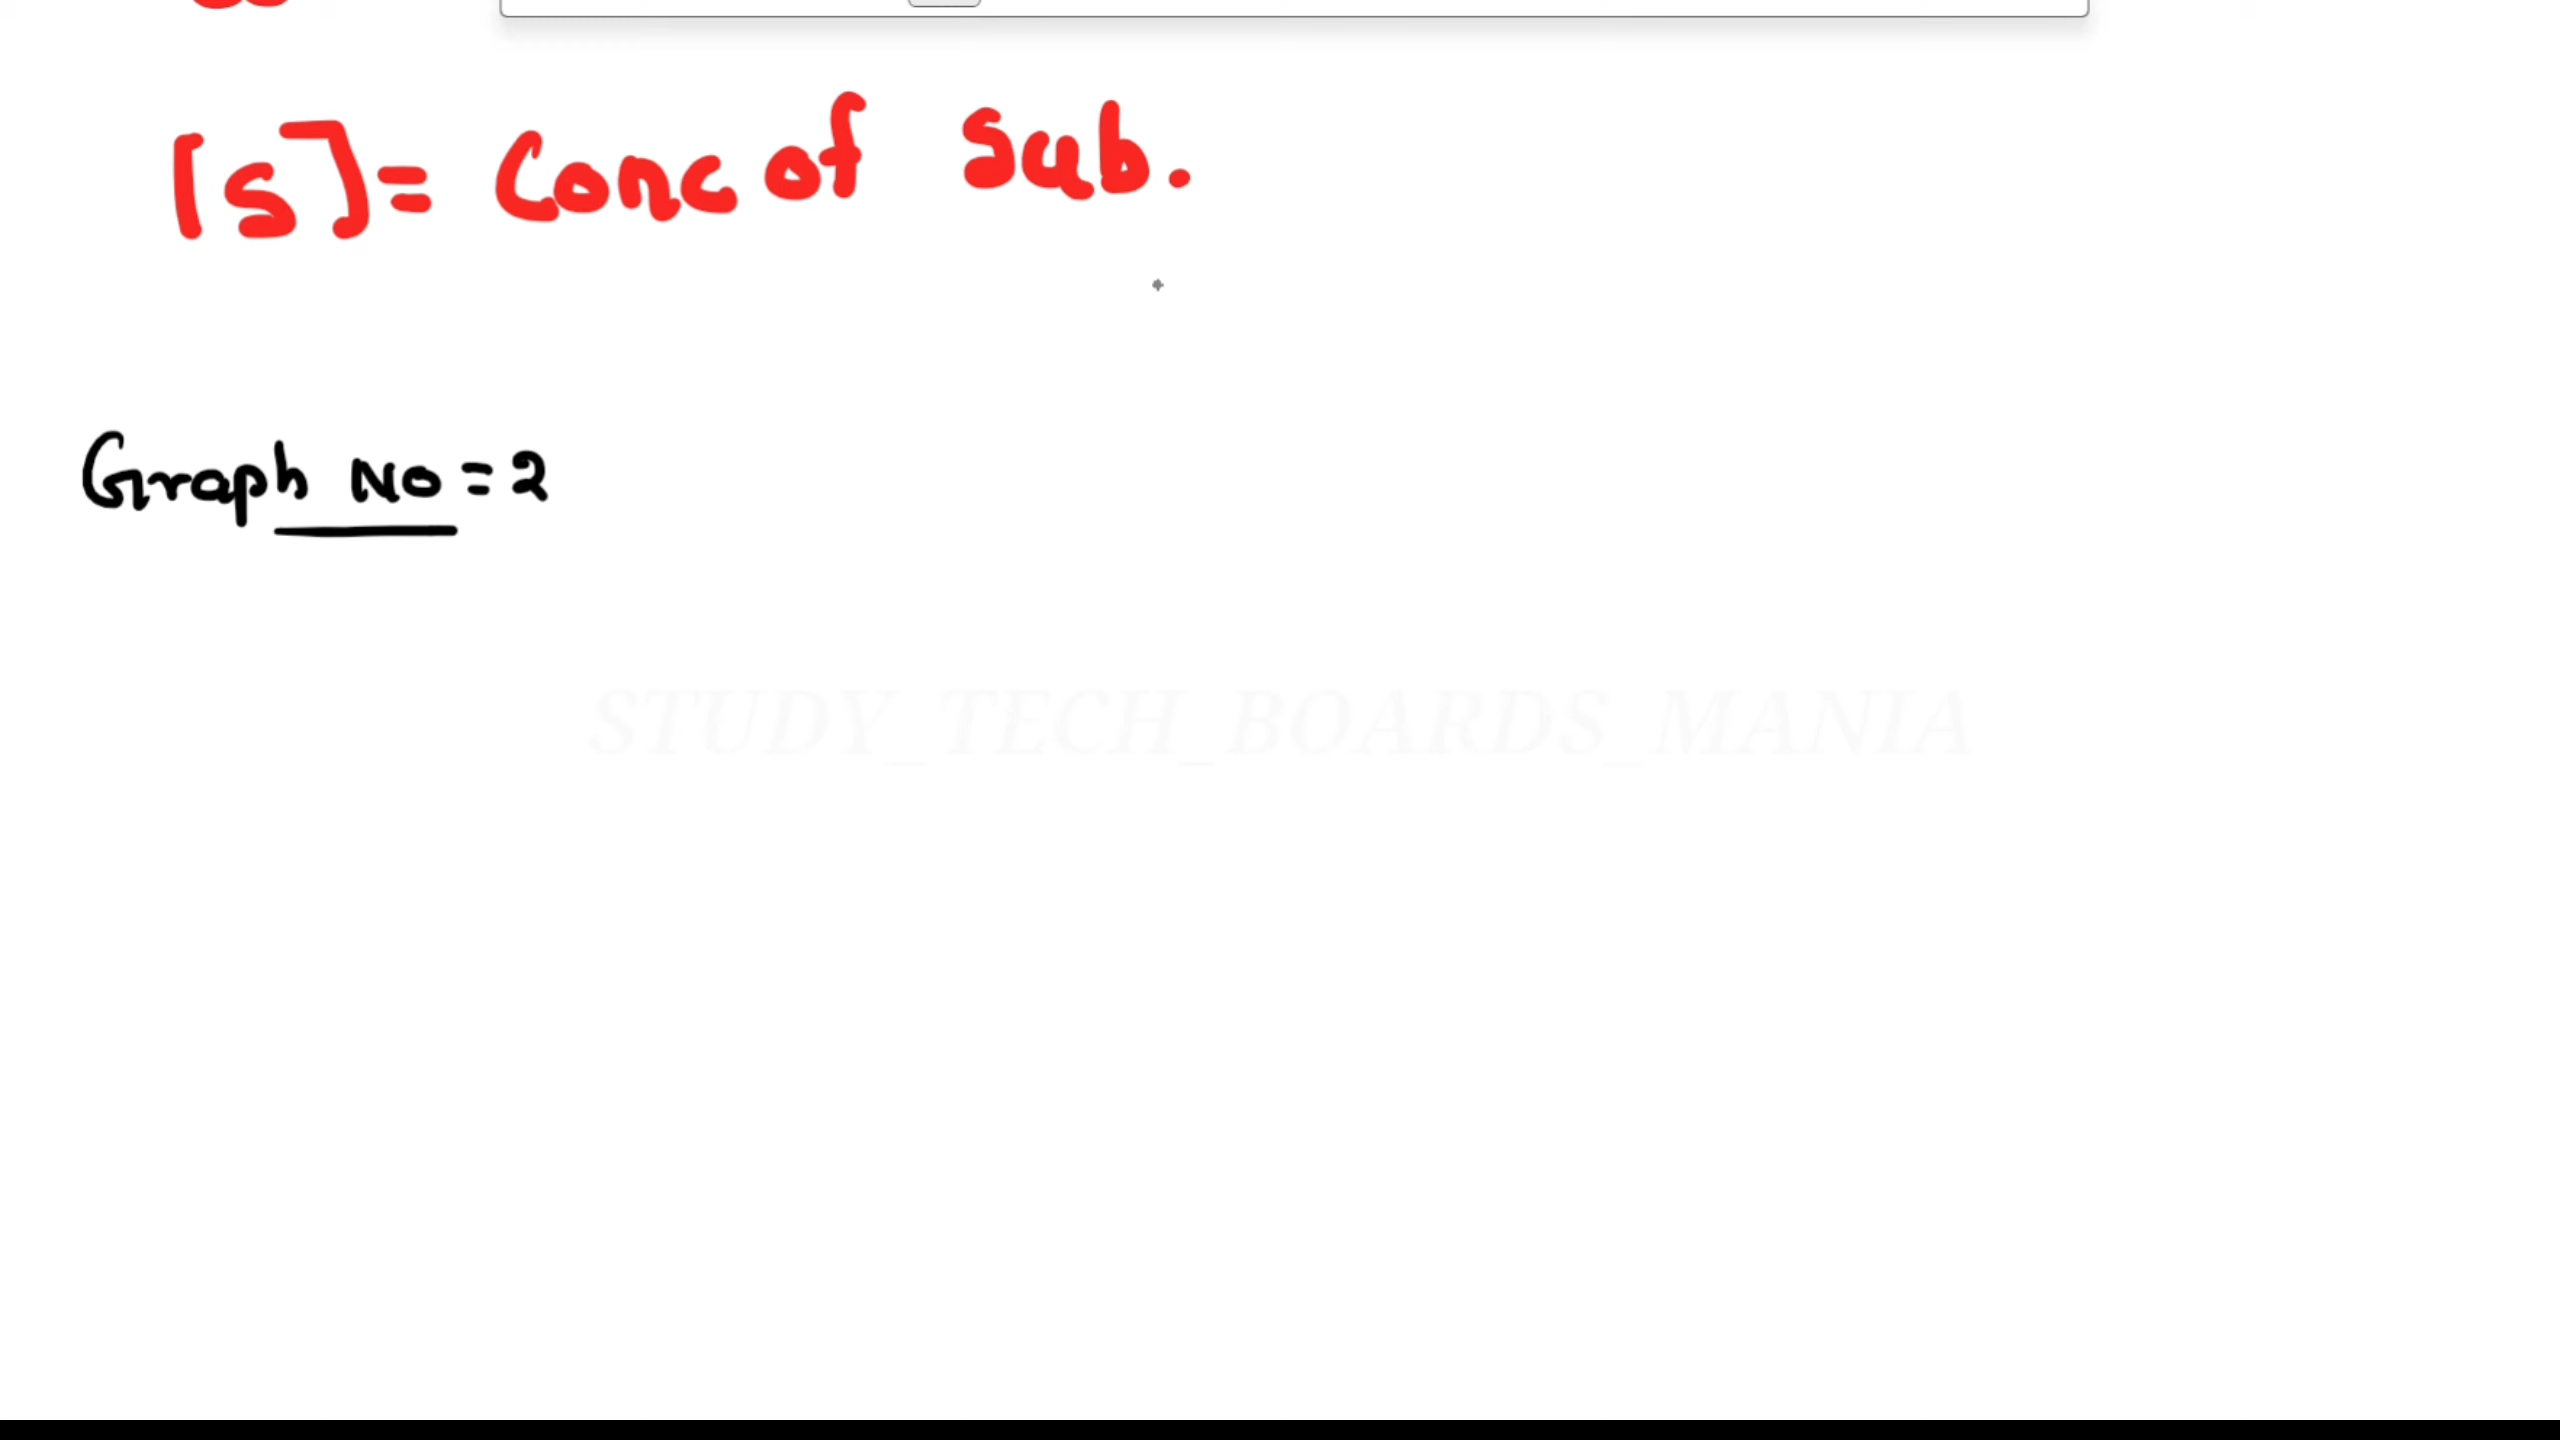 [s] = Conc of Sub.
Graph No = 2
STUDY_TECH_BOARDS_MANIA